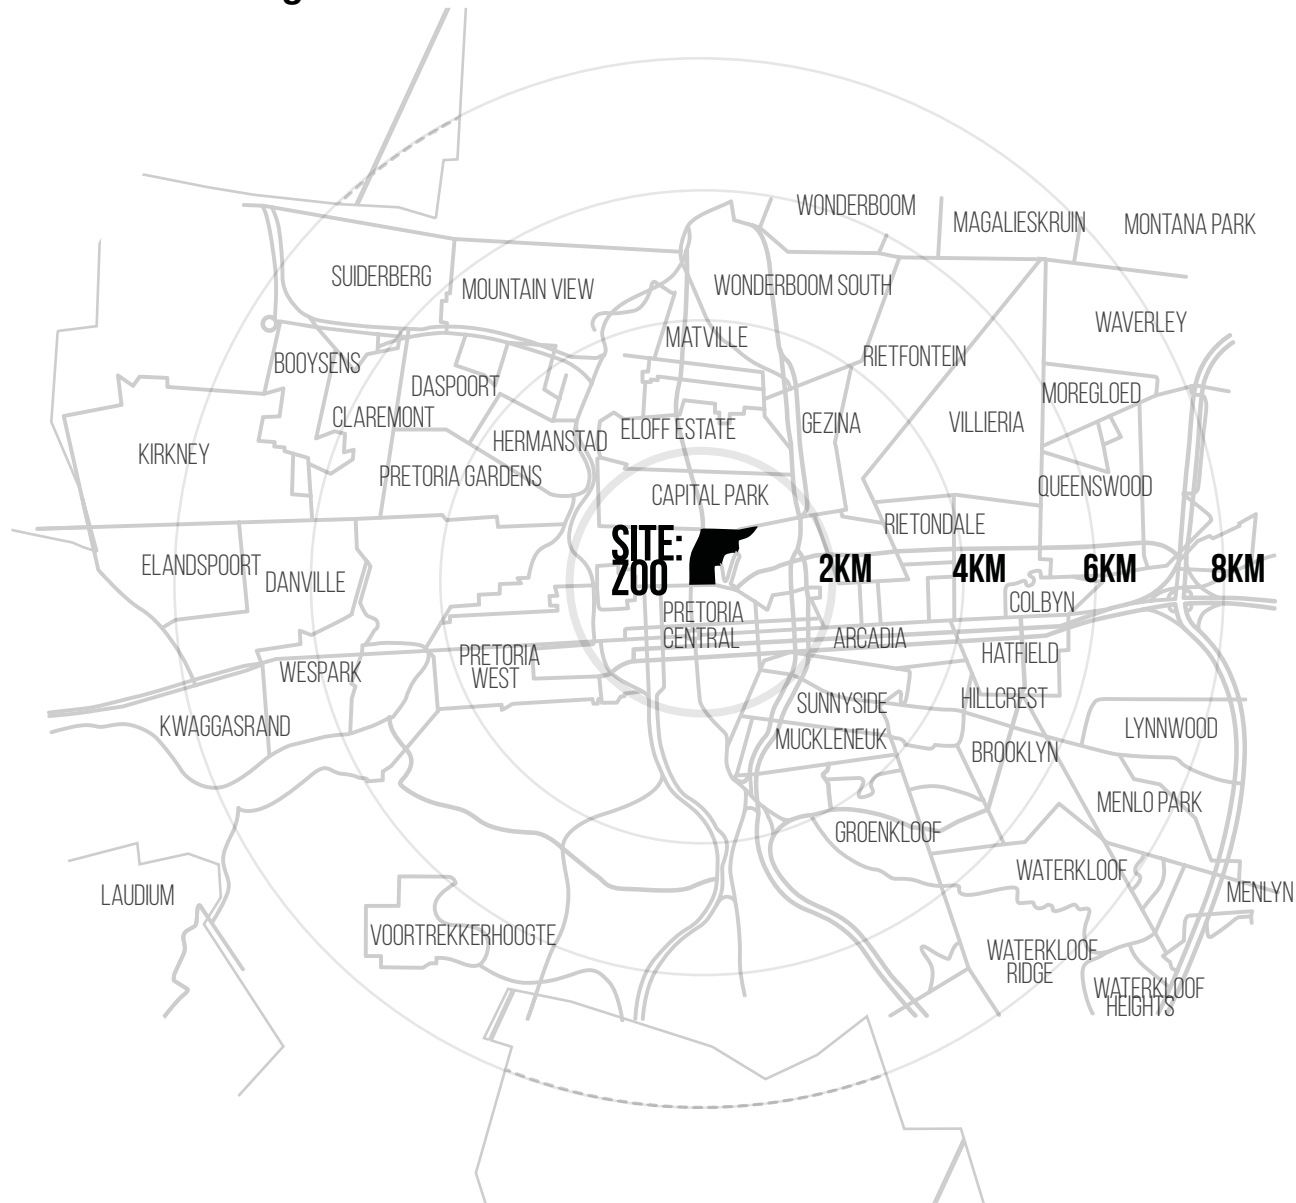 g
WONDERBOOM
MAGALIESKRUIN
MONTANA PARK
SUIDERBERG
MOUNTAIN VIEW
WONDERBOOM SOUTH
WAVERLEY
MATVILLE
RIETFONTEIN
BOOYSENS
DASPOORT
MOREGLOED
CLAREMONT
ELOFF ESTATE
GEZINA
VILLIERIA
HERMANSTAD
KIRKNEY
PRETORIA GARDENS
CAPITAL PARK
QUEENSWOOD
RIETONDALE
SITE:
ZOO
2KM
4KM
6KM
8KM
ELANDSPOORT
DANVILLE
COLBYN
PRETORIA
CENTRAL
ARCADIA
HATFIELD
PRETORIA
WEST
WESPARK
SUNNYSIDE
HILLCREST
KWAGGASRAND
MUCKLENEUK
BROOKLYN
LYNNWOOD
MENLO PARK
GROENKLOOF
WATERKLOOF
LAUDIUM
MENLYN
VOORTREKKERHOOGTE
WATERKLOOF
RIDGE
WATERKLOOF
HEIGHTS